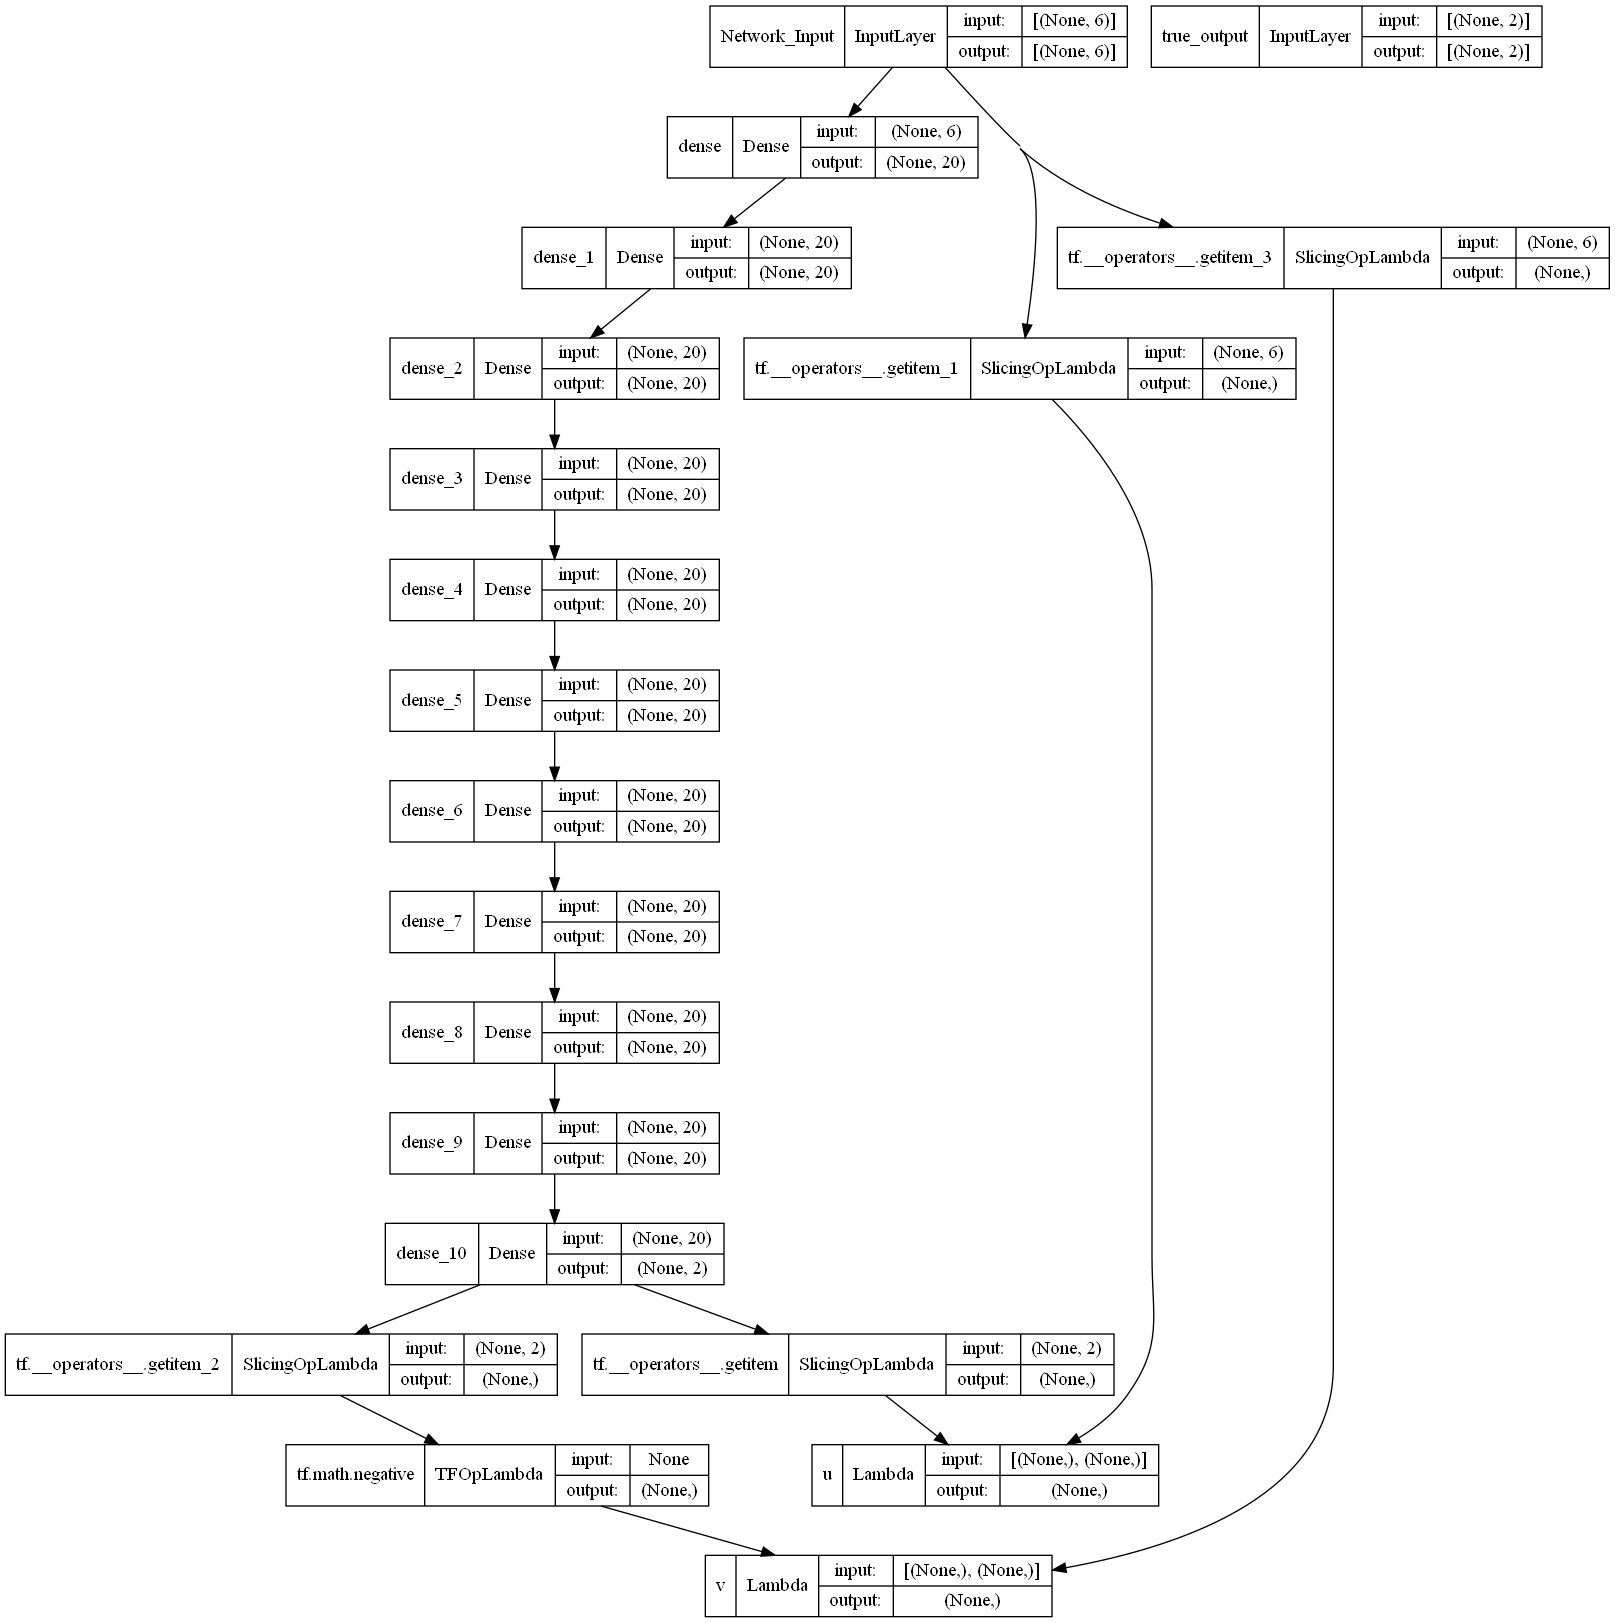 Network_Input InputLayer input: [(None, 6)]
output: [(None, 6)]
true_output InputLayer input: [(None, 2)]
output: [(None, 2)]
dense Dense input: (None, 6)
output: (None, 20)
dense_1 Dense input: (None, 20)
output: (None, 20)
tf.__operators__.getitem_3 SlicingOpLambda input: (None, 6)
output: (None,)
dense_2 Dense input: (None, 20)
output: (None, 20)
tf.__operators__.getitem_1 SlicingOpLambda input: (None, 6)
output: (None,)
dense_3 Dense input: (None, 20)
output: (None, 20)
dense_4 Dense input: (None, 20)
output: (None, 20)
dense_5 Dense input: (None, 20)
output: (None, 20)
dense_6 Dense input: (None, 20)
output: (None, 20)
dense_7 Dense input: (None, 20)
output: (None, 20)
dense_8 Dense input: (None, 20)
output: (None, 20)
dense_9 Dense input: (None, 20)
output: (None, 20)
dense_10 Dense input: (None, 20)
output: (None, 2)
tf.__operators__.getitem_2 SlicingOpLambda input: (None, 2)
output: (None,)
tf.__operators__.getitem SlicingOpLambda input: (None, 2)
output: (None,)
tf.math.negative TFOpLambda input: None
output: (None,)
u Lambda input: [(None,), (None,)]
output: (None,)
v Lambda input: [(None,), (None,)]
output: (None,)